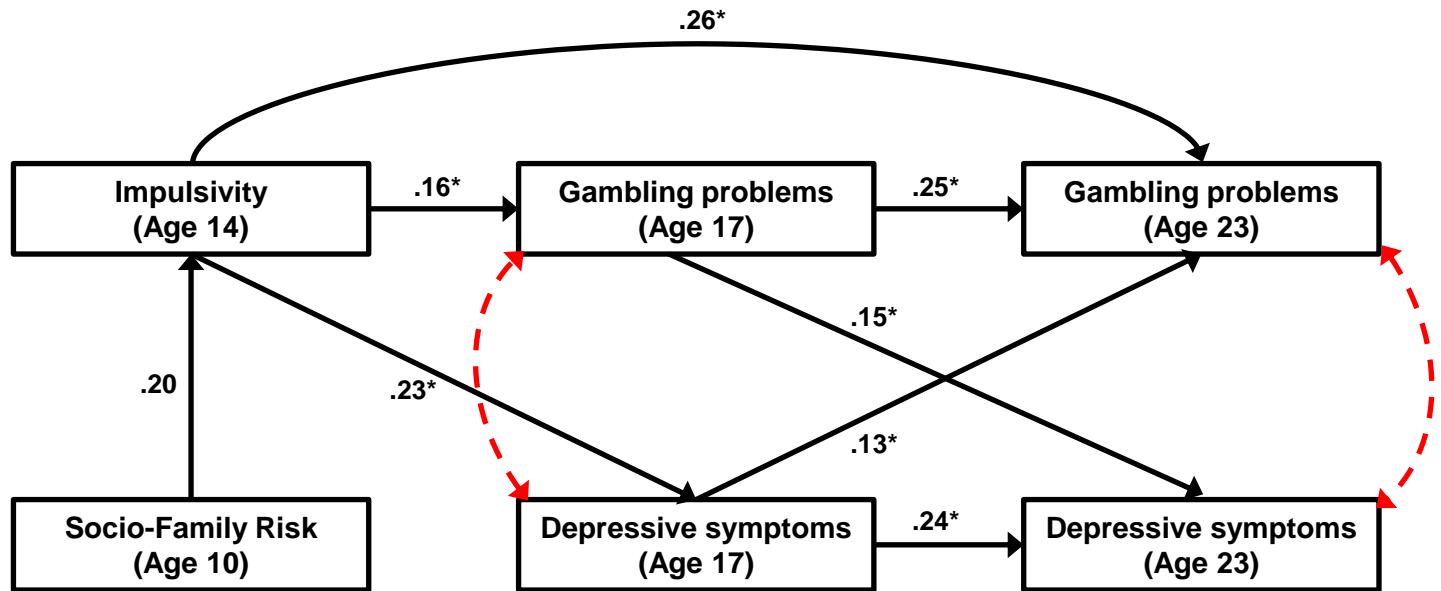 .26*
Impulsivity
(Age 14)
.16*
Gambling problems
(Age 17)
.25*
Gambling problems
(Age 23)
.15*
.20
.23*
.13*
Socio-Family Risk
(Age 10)
Depressive symptoms
(Age 17)
.24*
Depressive symptoms
(Age 23)